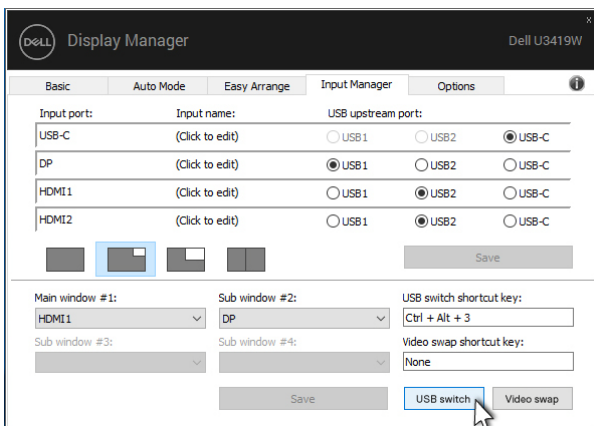 x
DELL Display Manager Dell U3419W
Basic Auto Mode Easy Arrange Input Manager Options i
Input port: Input name: USB upstream port:
USB-C (Click to edit) USB1 USB2 USB-C
DP (Click to edit) USB1 USB2 USB-C
HDMI1 (Click to edit) USB1 USB2 USB-C
HDMI2 (Click to edit) USB1 USB2 USB-C
Save
Main window #1: Sub window #2: USB switch shortcut key:
HDMI1 DP Ctrl + Alt + 3
Sub window #3: Sub window #4: Video swap shortcut key:
None
Save USB switch Video swap